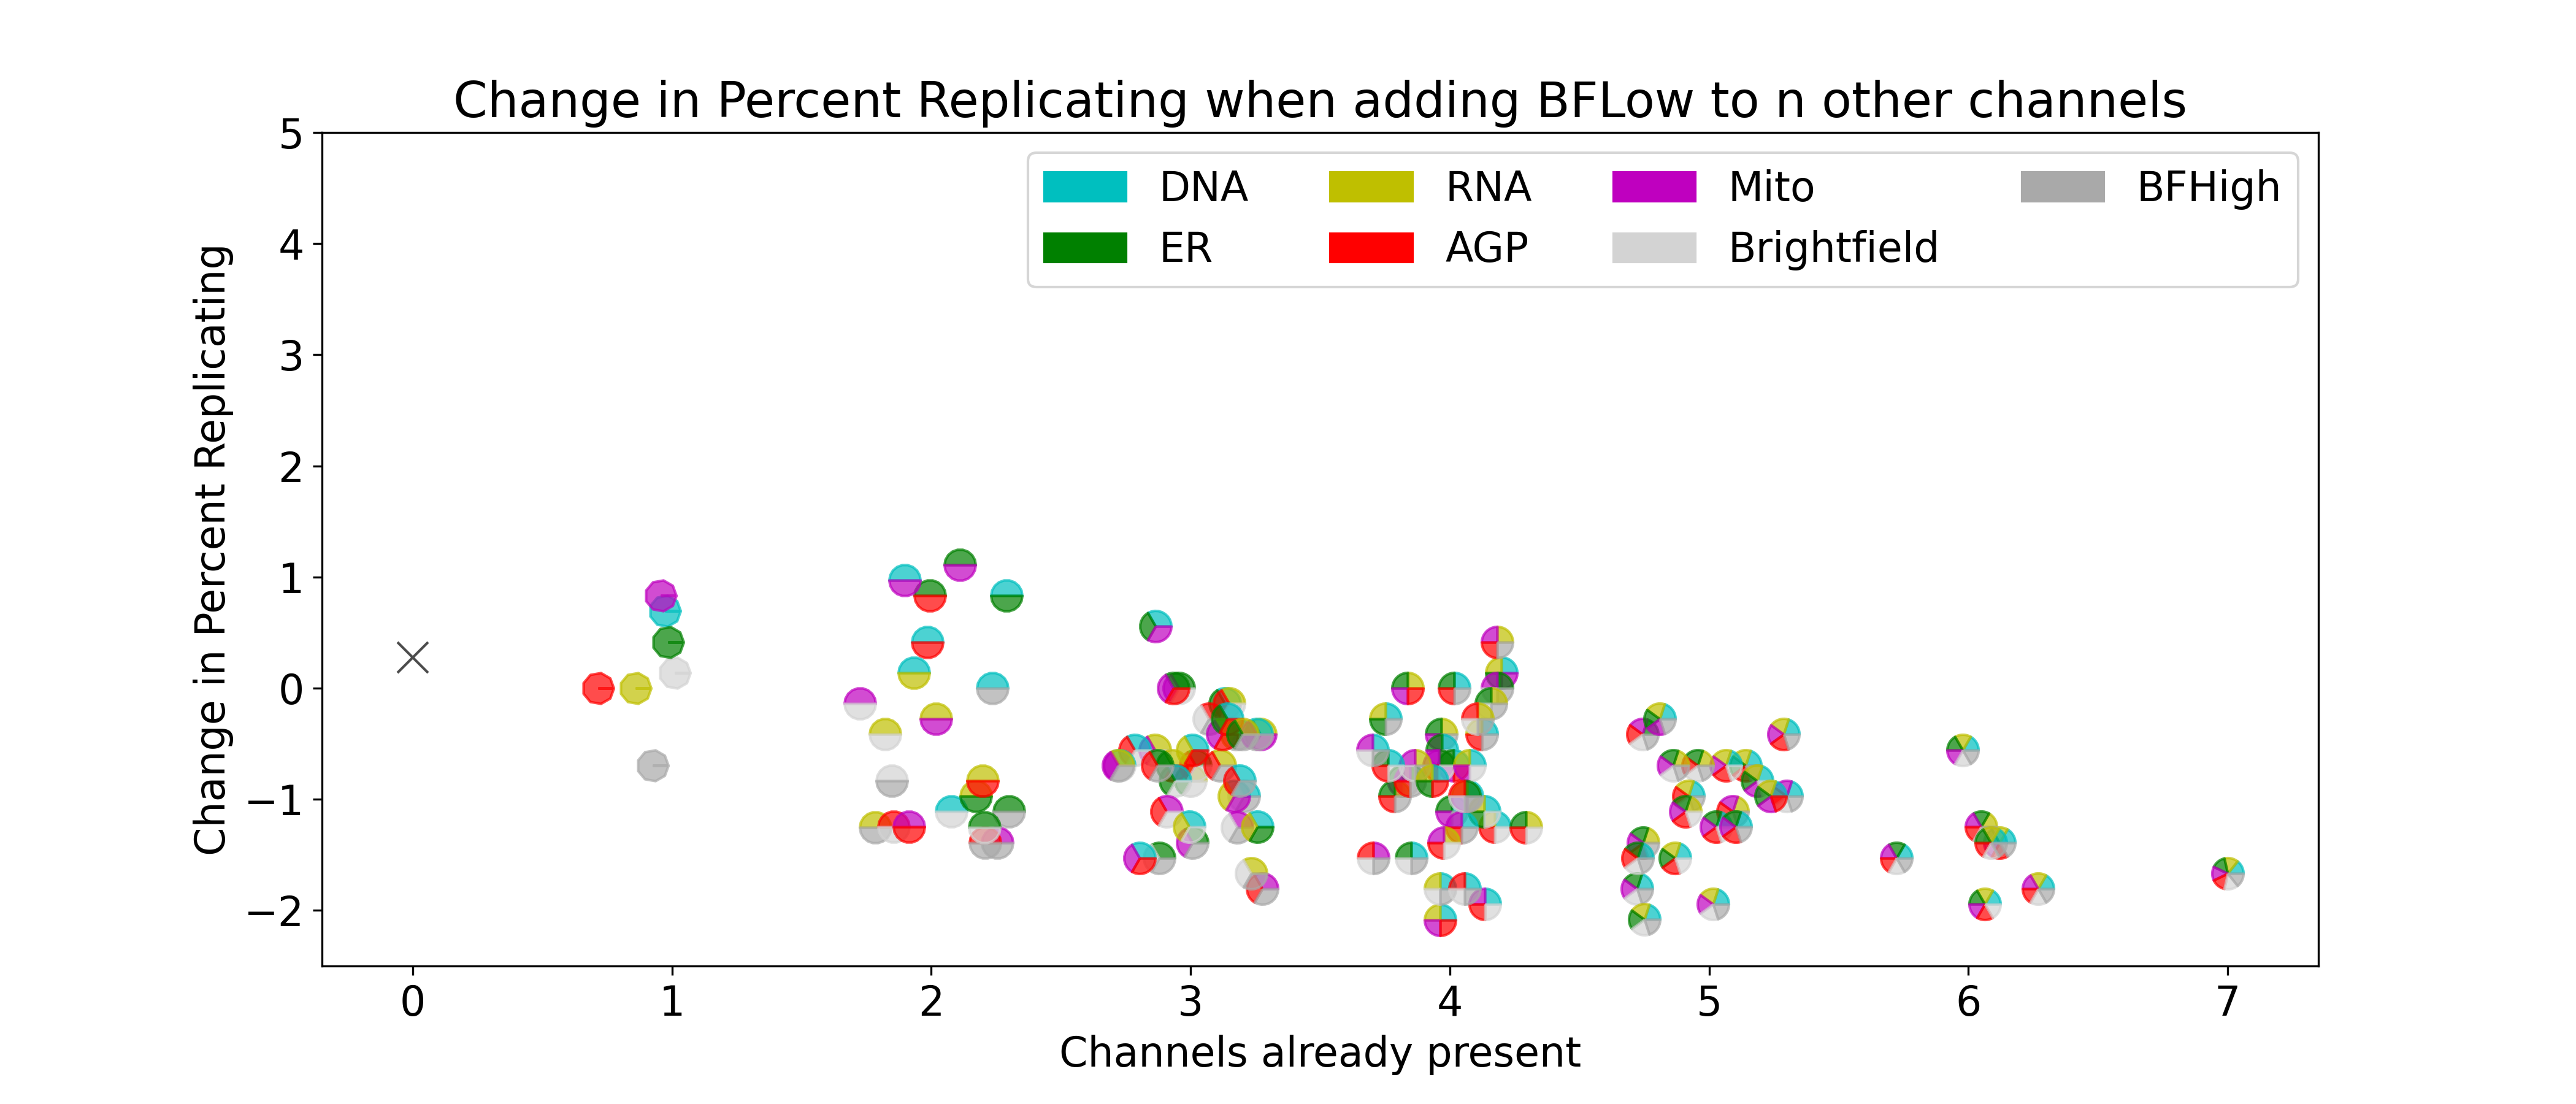 Change in Percent Replicating when adding BFLow to n other channels
5
4
3
2
1
0
−1
−2
Change in Percent Replicating
DNA
RNA
Mito
BFHigh
ER
AGP
Brightfield
0 1 2 3 4 5 6 7
Channels already present